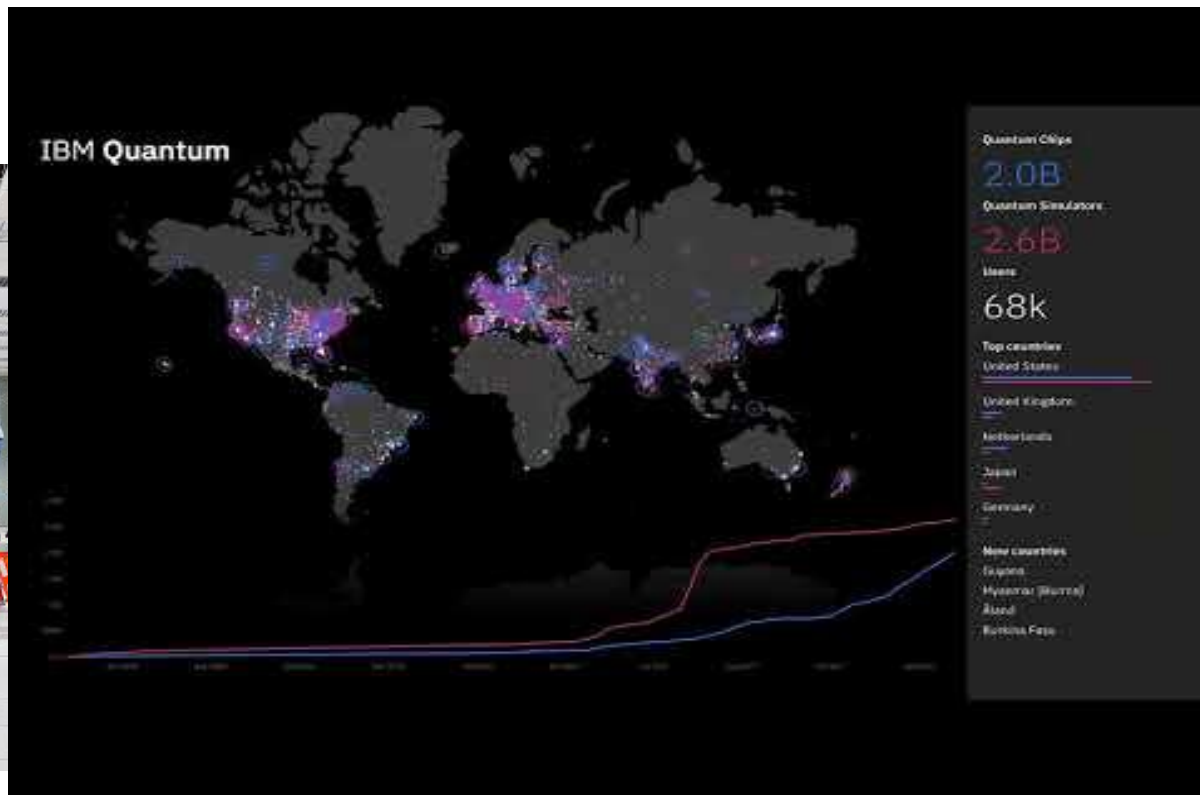 IBM Quantum
Quantum Chips
2.0B
Quantum Simulators
2.6B
Users
68k
Top countries
United States
United Kingdom
Netherlands
Japan
Germany
New countries
Guyana
Myanmar (Burma)
Åland
Burkina Faso